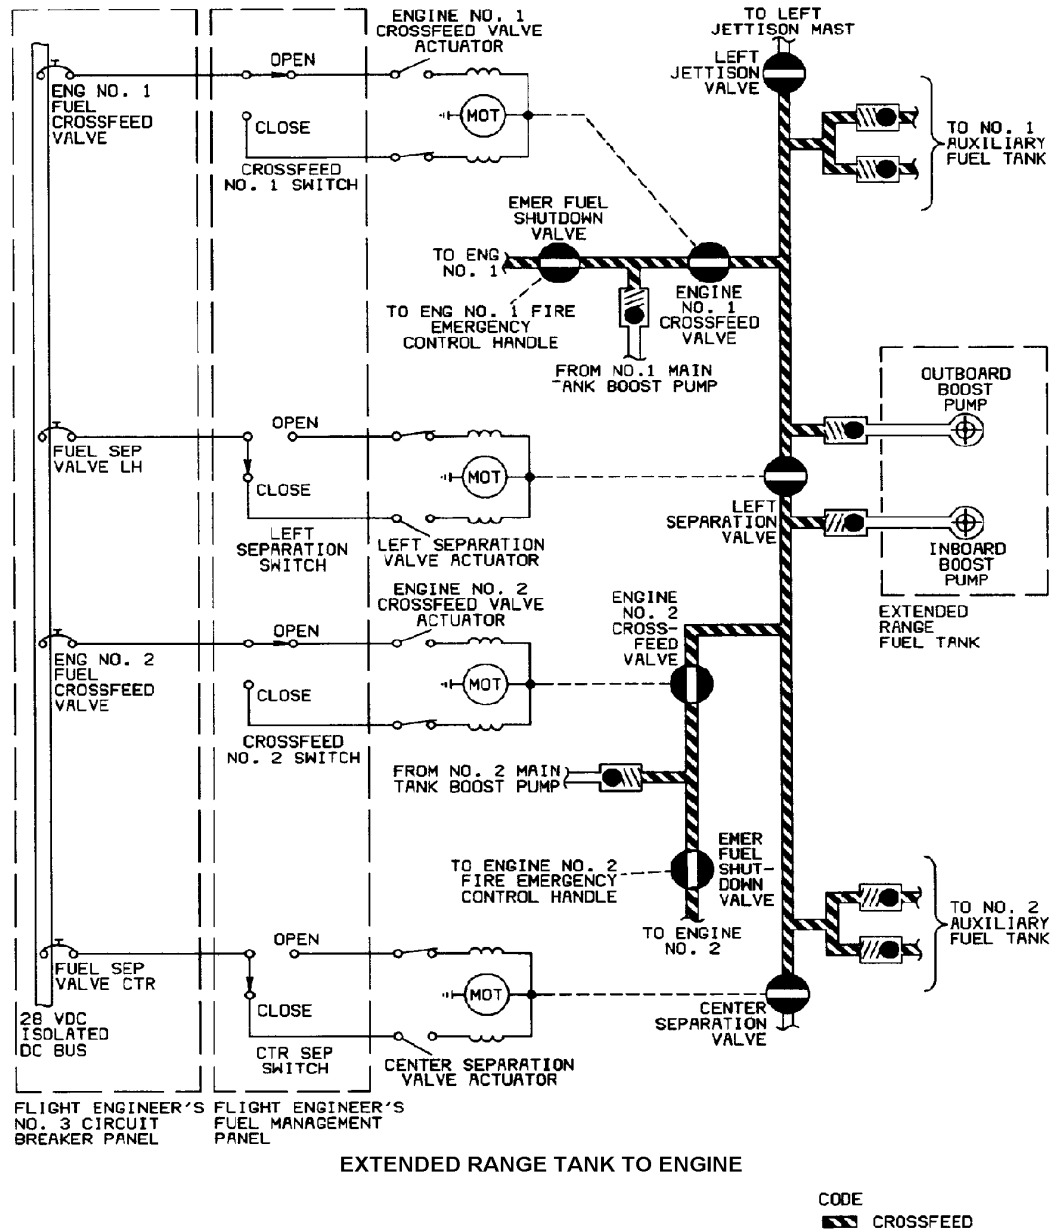 ENGINE NO. 1
CROSSFEED VALVE
ACTUATOR
OPEN
ENG NO. 1
FUEL
CROSSFEED
VALVE
CLOSE
MOT
CROSSFEED
NO. 1 SWITCH
TO LEFT
JETTISON MAST
LEFT
JETTISON
VALVE
TO NO. 1
AUXILIARY
FUEL TANK
EMER FUEL
SHUTDOWN
VALVE
TO ENG
NO. 1
TO ENG NO. 1 FIRE
EMERGENCY
CONTROL HANDLE
ENGINE
NO. 1
CROSSFEED
VALVE
FROM NO.1 MAIN
TANK BOOST PUMP
OUTBOARD
BOOST
PUMP
OPEN
FUEL SEP
VALVE LH
CLOSE
MOT
LEFT
SEPARATION
SWITCH
LEFT SEPARATION
VALVE ACTUATOR
LEFT
SEPARATION
VALVE
INBOARD
BOOST
PUMP
EXTENDED
RANGE
FUEL TANK
ENGINE NO. 2
CROSSFEED VALVE
ACTUATOR
ENGINE
NO. 2
CROSS-
FEED
VALVE
OPEN
ENG NO. 2
FUEL
CROSSFEED
VALVE
CLOSE
MOT
CROSSFEED
NO. 2 SWITCH
FROM NO. 2 MAIN
TANK BOOST PUMP
TO ENGINE NO. 2
FIRE EMERGENCY
CONTROL HANDLE
EMER
FUEL
SHUT-
DOWN
VALVE
TO ENGINE
NO. 2
TO NO. 2
AUXILIARY
FUEL TANK
OPEN
FUEL SEP
VALVE CTR
CLOSE
MOT
28 VDC
ISOLATED
DC BUS
CTR SEP
SWITCH
CENTER SEPARATION
VALVE ACTUATOR
CENTER
SEPARATION
VALVE
FLIGHT ENGINEER'S
NO. 3 CIRCUIT
BREAKER PANEL
FLIGHT ENGINEER'S
FUEL MANAGEMENT
PANEL
EXTENDED RANGE TANK TO ENGINE
CODE
CROSSFEED